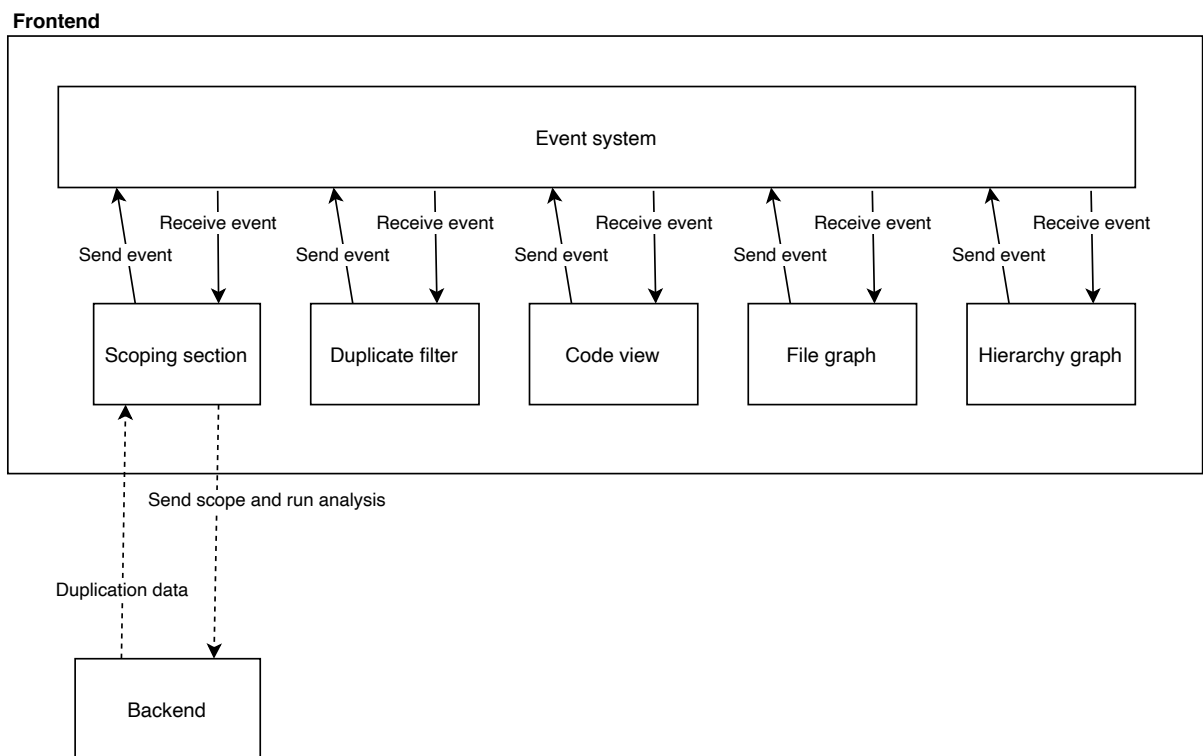 Frontend
Event system
Receive event
Receive event
Receive event
Receive event
Receive event
Send event
Send event
Send event
Send event
Send event
Scoping section
Duplicate filter
Code view
File graph
Hierarchy graph
Send scope and run analysis
Duplication data
Backend